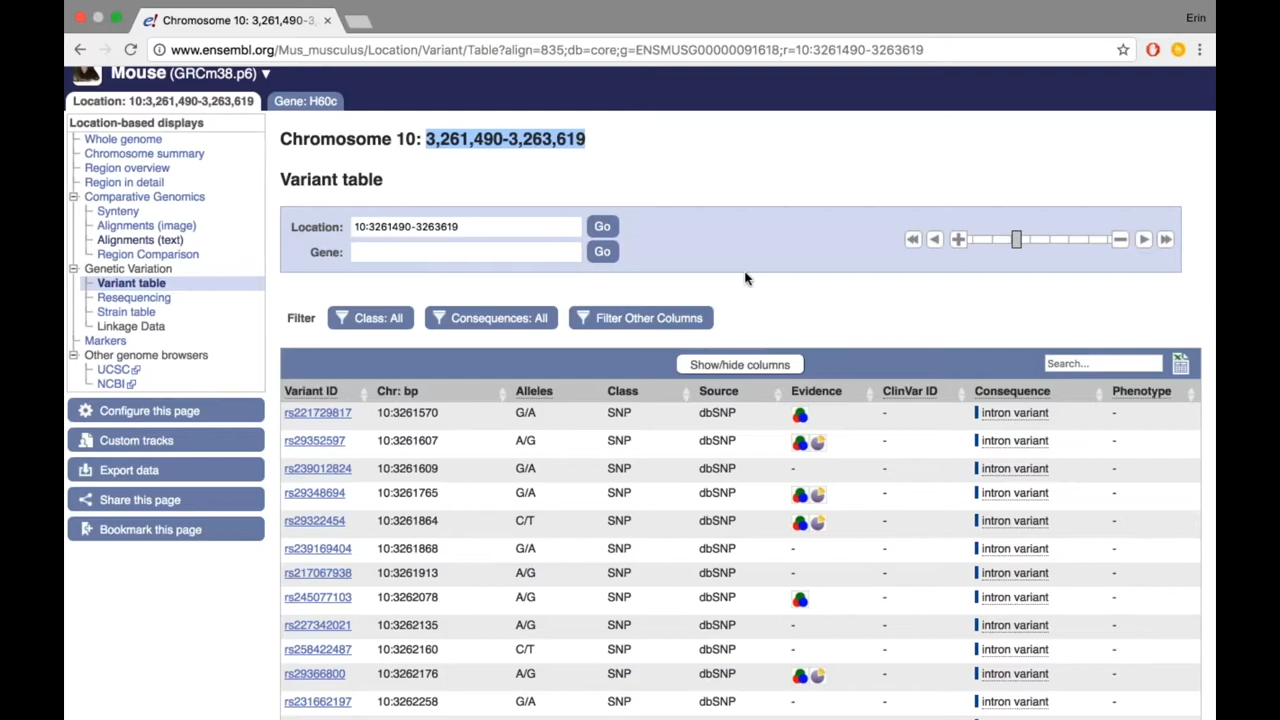 Chromosome 10: 3,261,490-3,
Erin
www.ensembl.org/Mus_musculus/Location/Variant/Table?align=835;db=core;g=ENSMUSG00000091618;r=10:3261490-3263619
Mouse (GRCm38.p6) ▼
Location: 10:3,261,490-3,263,619
Gene: H60c
Location-based displays
Whole genome
Chromosome summary
Region overview
Region in detail
Comparative Genomics
Synteny
Alignments (image)
Alignments (text)
Region Comparison
Genetic Variation
Variant table
Resequencing
Strain table
Linkage Data
Markers
Other genome browsers
UCSC
NCBI
Configure this page
Custom tracks
Export data
Share this page
Bookmark this page
Chromosome 10: 3,261,490-3,263,619
Variant table
Location: 10:3261490-3263619 Go
Gene: Go
Filter Class: All Consequences: All Filter Other Columns
Show/hide columns Search...
Variant ID Chr: bp Alleles Class Source Evidence ClinVar ID Consequence Phenotype
rs221729817 10:3261570 G/A SNP dbSNP - intron variant -
rs29352597 10:3261607 A/G SNP dbSNP - intron variant -
rs239012824 10:3261609 G/A SNP dbSNP - - intron variant -
rs29348694 10:3261765 G/A SNP dbSNP - intron variant -
rs29322454 10:3261864 C/T SNP dbSNP - intron variant -
rs239169404 10:3261868 G/A SNP dbSNP - - intron variant -
rs217067938 10:3261913 A/G SNP dbSNP - - intron variant -
rs245077103 10:3262078 A/G SNP dbSNP - intron variant -
rs227342021 10:3262135 A/G SNP dbSNP - - intron variant -
rs258422487 10:3262160 C/T SNP dbSNP - - intron variant -
rs29366800 10:3262176 A/G SNP dbSNP - intron variant -
rs231662197 10:3262258 G/A SNP dbSNP - - intron variant -